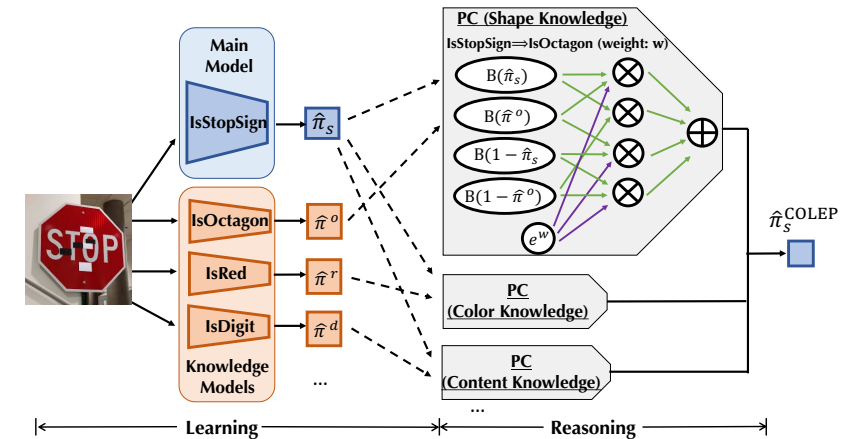 Main
Model
IsStopSign
π̂ₛ
STOP
IsOctagon
π̂ᵒ
IsRed
π̂ʳ
IsDigit
π̂ᵈ
Knowledge
Models
...
PC (Shape Knowledge)
IsStopSign⟹IsOctagon (weight: w)
B(π̂ₛ)
B(π̂ᵒ)
B(1 − π̂ₛ
B(1 − π̂ᵒ)
eʷ
PC
(Color Knowledge)
PC
(Content Knowledge)
...
π̂ₛᶜᴼᴸᴱᴾ
Learning
Reasoning